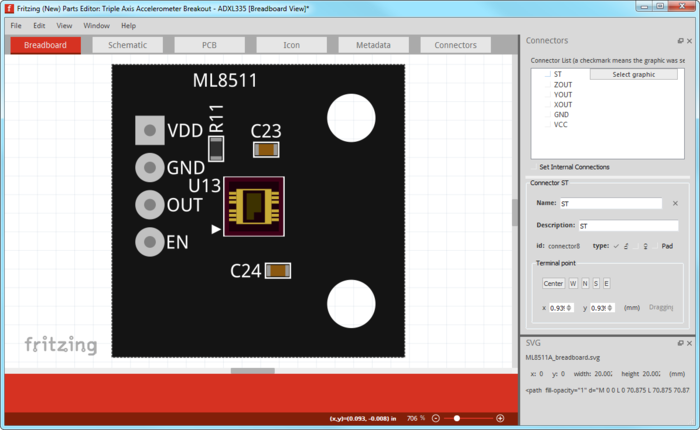 Fritzing (New) Parts Editor: Triple Axis Accelerometer Breakout - ADXL335 [Breadboard View]*
File Edit View Window Help
Breadboard Schematic PCB Icon Metadata Connectors
ML8511
R11
VDD
C23
GND
U13
OUT
EN
C24
fritzing
(x,y)=(0.093, -0.008) in 706 %
Connectors
Connector List (a checkmark means the graphic was se
ST Select graphic
ZOUT
YOUT
XOUT
GND
VCC
Set Internal Connections
Connector ST
Name: ST
Description: ST
id: connector8 type: Pad
Terminal point
Center W N S E
x 0.939 y 0.939 (mm) Dragging
SVG
ML8511A_breadboard.svg
x: 0 y: 0 width: 20.002 height 20.002 (mm)
<path fill-opacity="1" d="M 0 0 L 0 70.875 L 70.875 70.87